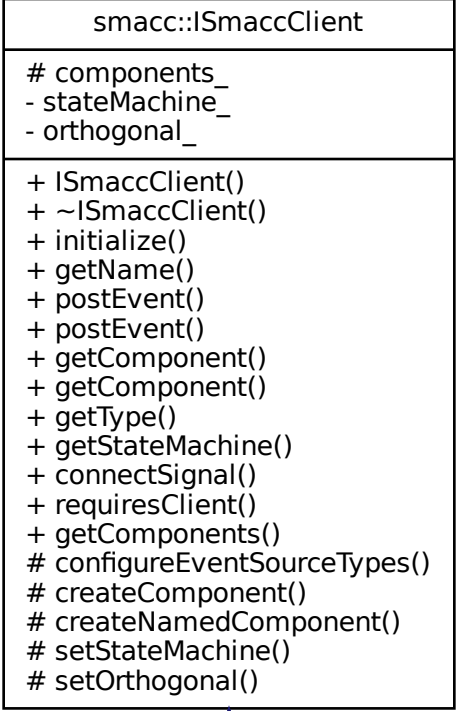 smacc::ISmaccClient
# components_
- stateMachine_
- orthogonal_
+ ISmaccClient()
+ ~ISmaccClient()
+ initialize()
+ getName()
+ postEvent()
+ postEvent()
+ getComponent()
+ getComponent()
+ getType()
+ getStateMachine()
+ connectSignal()
+ requiresClient()
+ getComponents()
# configureEventSourceTypes()
# createComponent()
# createNamedComponent()
# setStateMachine()
# setOrthogonal()